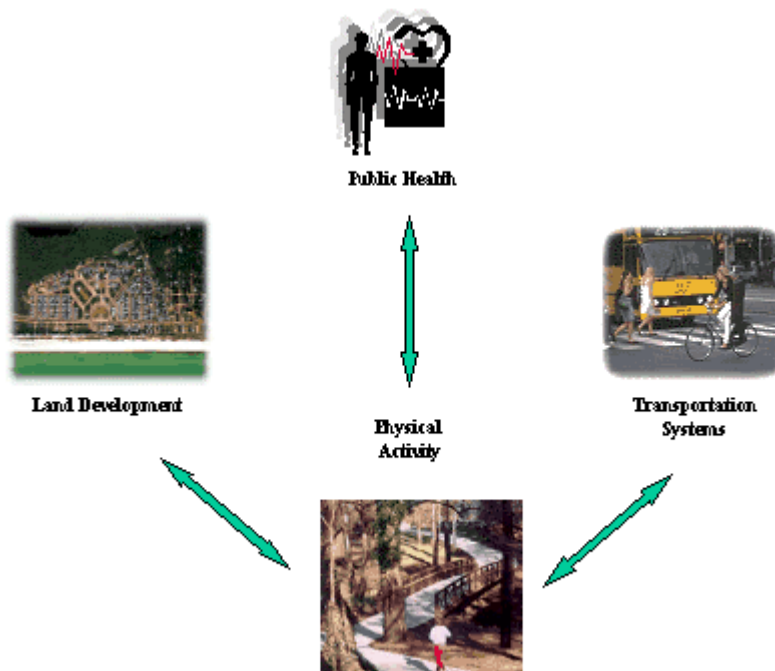 Public Health
Land Development
Transportation
Systems
Physical
Activity